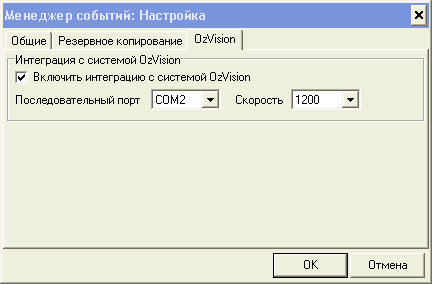 Менеджер событий: Настройка
Общие Резервное копирование OzVision
Интеграция с системой OzVision
Включить интеграцию с системой OzVision
Последовательный порт COM2 Скорость 1200
OK Отмена